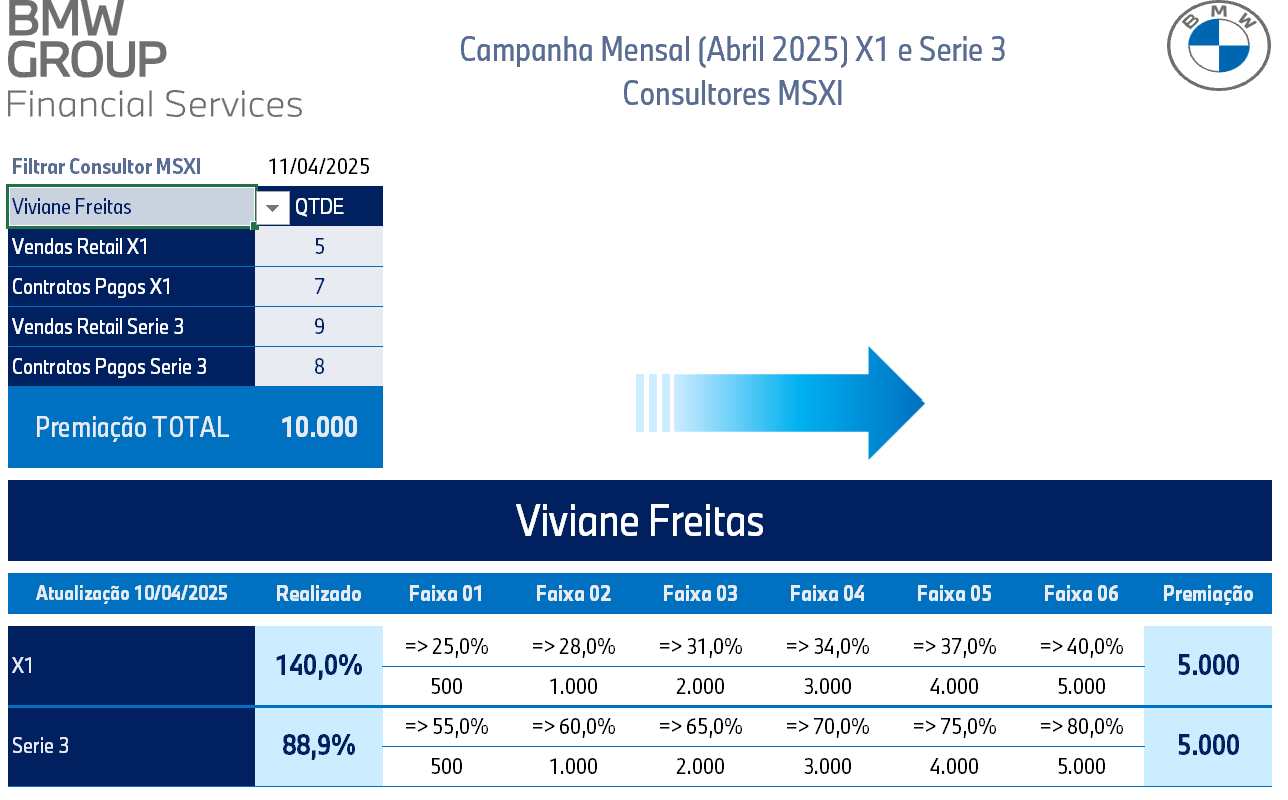 BMW
GROUP
Financial Services
Campanha Mensal (Abril 2025) X1 e Serie 3
Consultores MSXI
BMW
Filtrar Consultor MSXI 11/04/2025
Viviane Freitas QTDE
Vendas Retail X1 5
Contratos Pagos X1 7
Vendas Retail Serie 3 9
Contratos Pagos Serie 3 8
Premiação TOTAL 10.000
Viviane Freitas
Atualização 10/04/2025 Realizado Faixa 01 Faixa 02 Faixa 03 Faixa 04 Faixa 05 Faixa 06 Premiação
X1 140,0% => 25,0% => 28,0% => 31,0% => 34,0% => 37,0% => 40,0% 5.000
500 1.000 2.000 3.000 4.000 5.000
Serie 3 88,9% => 55,0% => 60,0% => 65,0% => 70,0% => 75,0% => 80,0% 5.000
500 1.000 2.000 3.000 4.000 5.000